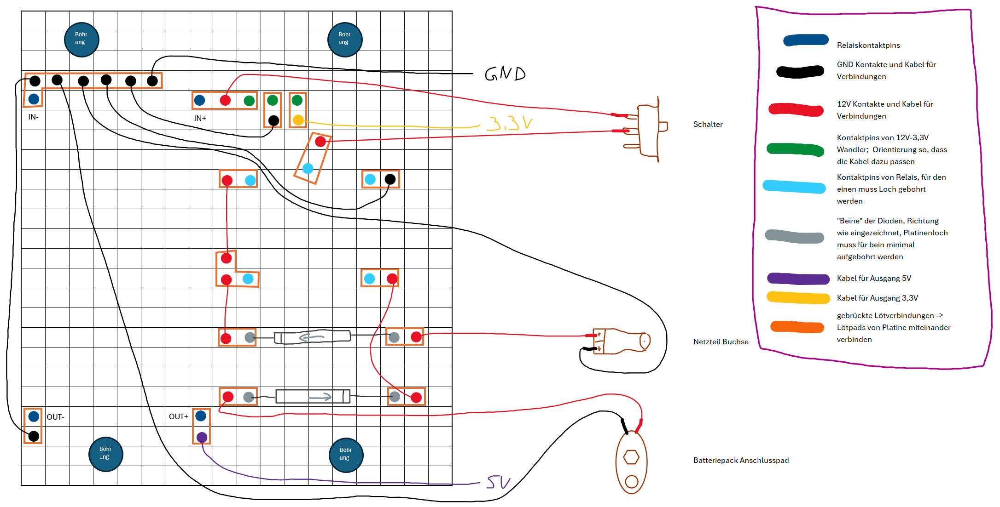 Bohr
ung
Bohr
ung
GND
IN-
IN+
3.3V
Schalter
Netzteil Buchse
+
+
OUT-
OUT+
Bohr
ung
Bohr
ung
5V
Batteriepack Anschlusspad
Relaiskontaktpins
GND Kontakte und Kabel für
Verbindungen
12V Kontakte und Kabel für
Verbindungen
Kontaktpins von 12V-3,3V
Wandler; Orientierung so, dass
die Kabel dazu passen
Kontaktpins von Relais, für den
einen muss Loch gebohrt
werden
"Beine" der Dioden, Richtung
wie eingezeichnet, Platinenloch
muss für bein minimal
aufgebohrt werden
Kabel für Ausgang 5V
Kabel für Ausgang 3,3V
gebrückte Lötverbindungen ->
Lötpads von Platine miteinander
verbinden